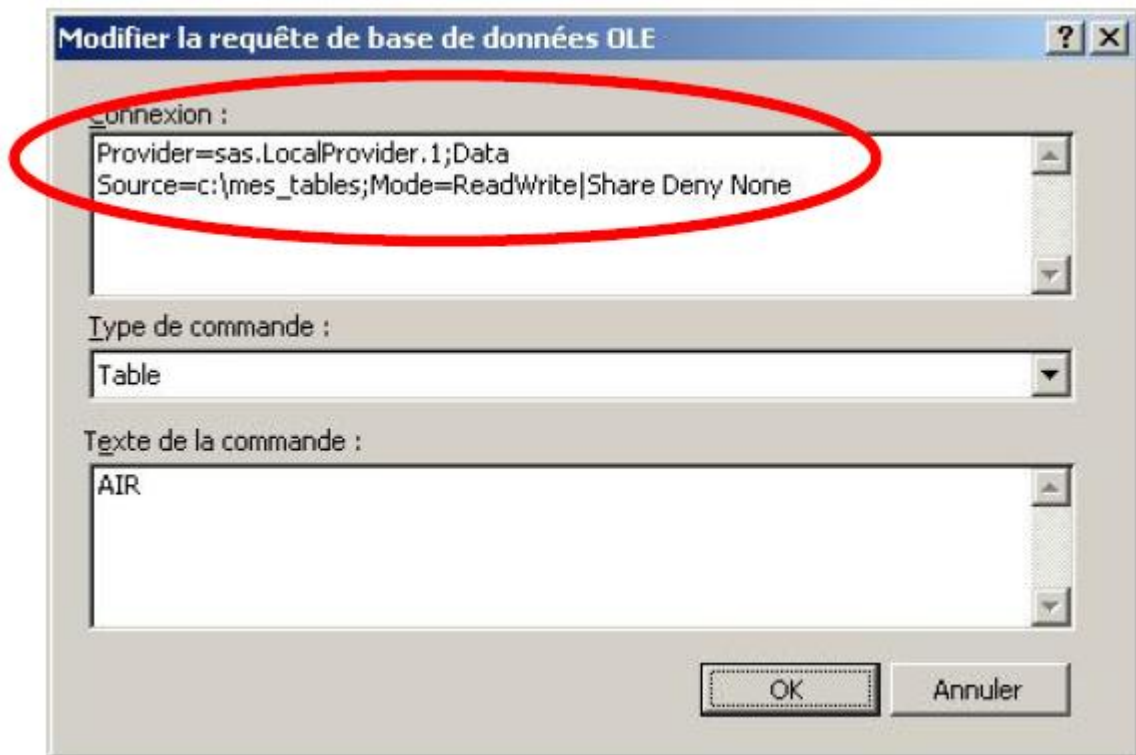 Modifier la requête de base de données OLE
Connexion :
Provider=sas.LocalProvider.1;Data
Source=c:\mes_tables;Mode=ReadWrite|Share Deny None
Type de commande :
Table
Texte de la commande :
AIR
OK
Annuler